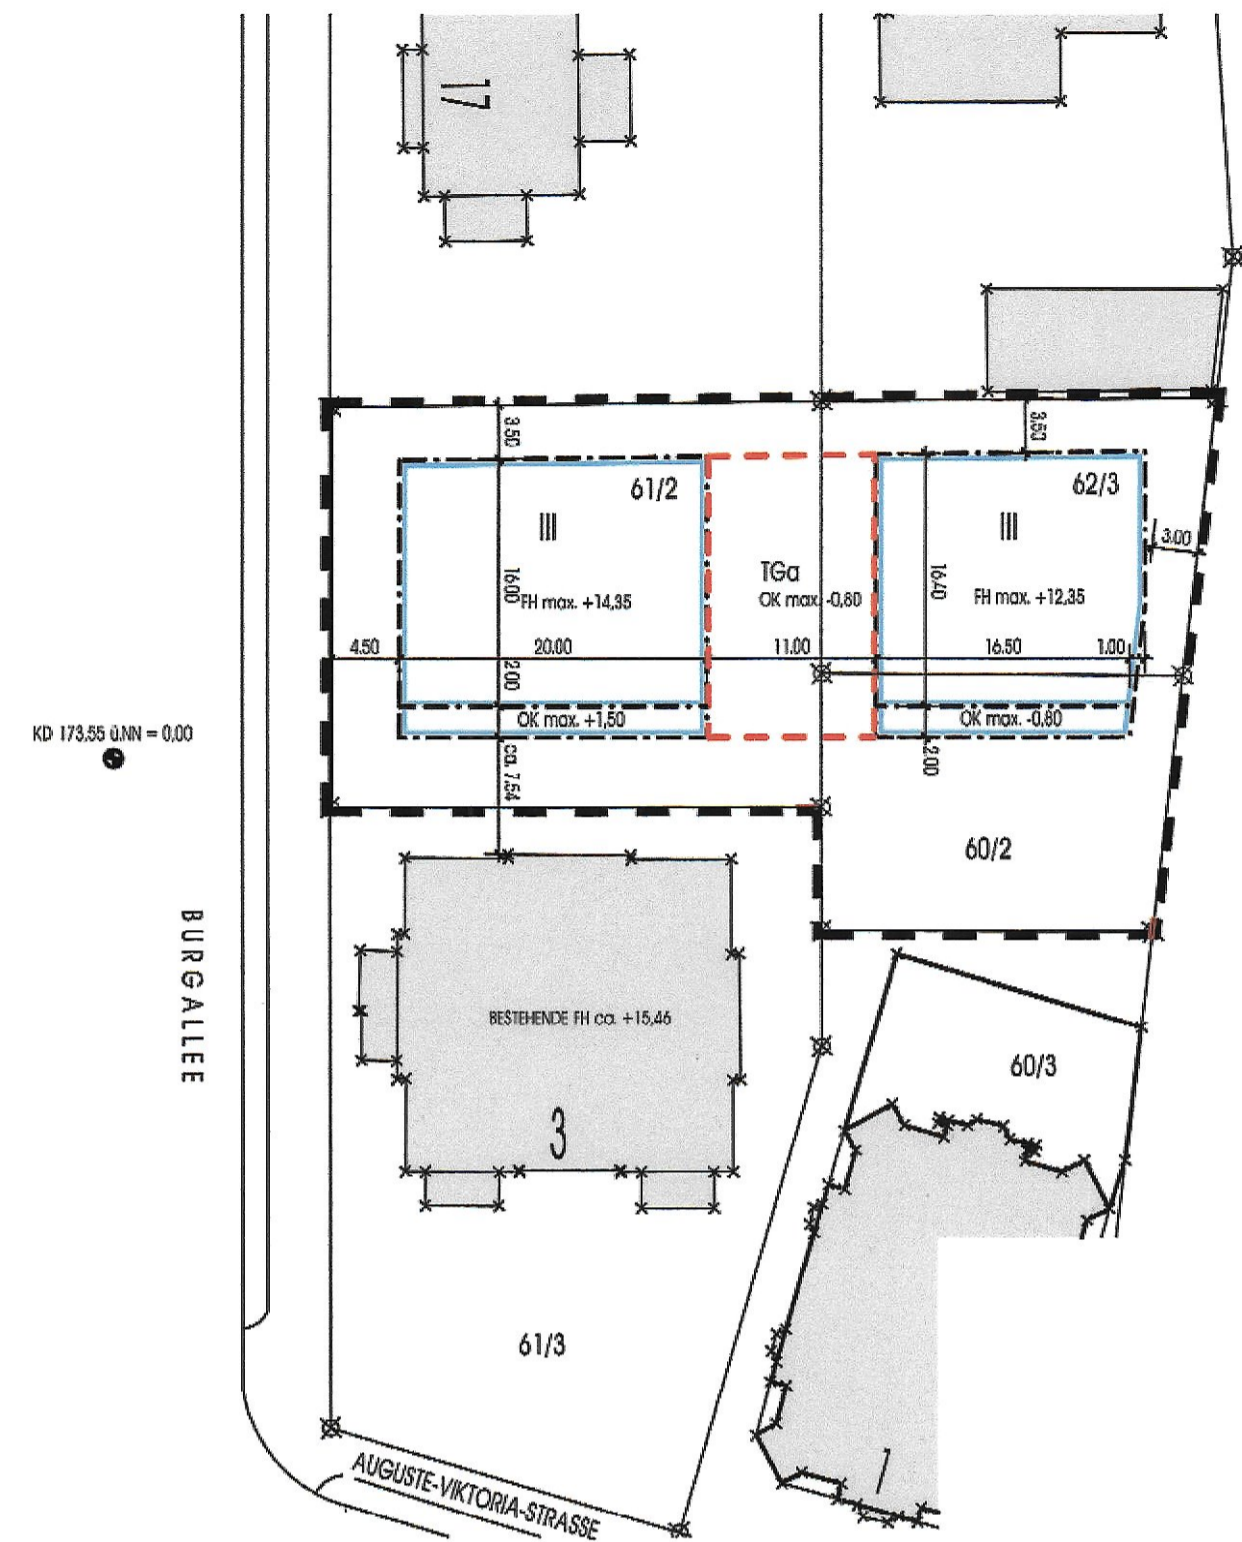 17
3.50
3.50
61/2
62/3
III
III
3.00
TGa
16.00
16.40
FH max. +14,35
OK max. -0,80
FH max. +12,35
4.50
20.00
11.00
16.50
1.00
2.00
OK max. +1,50
OK max. -0,80
KD 173,55 ü.NN = 0,00
ca. 7,54
2.00
60/2
BURGALLEE
BESTEHENDE FH ca. +15,46
60/3
3
61/3
1
AUGUSTE-VIKTORIA-STRASSE